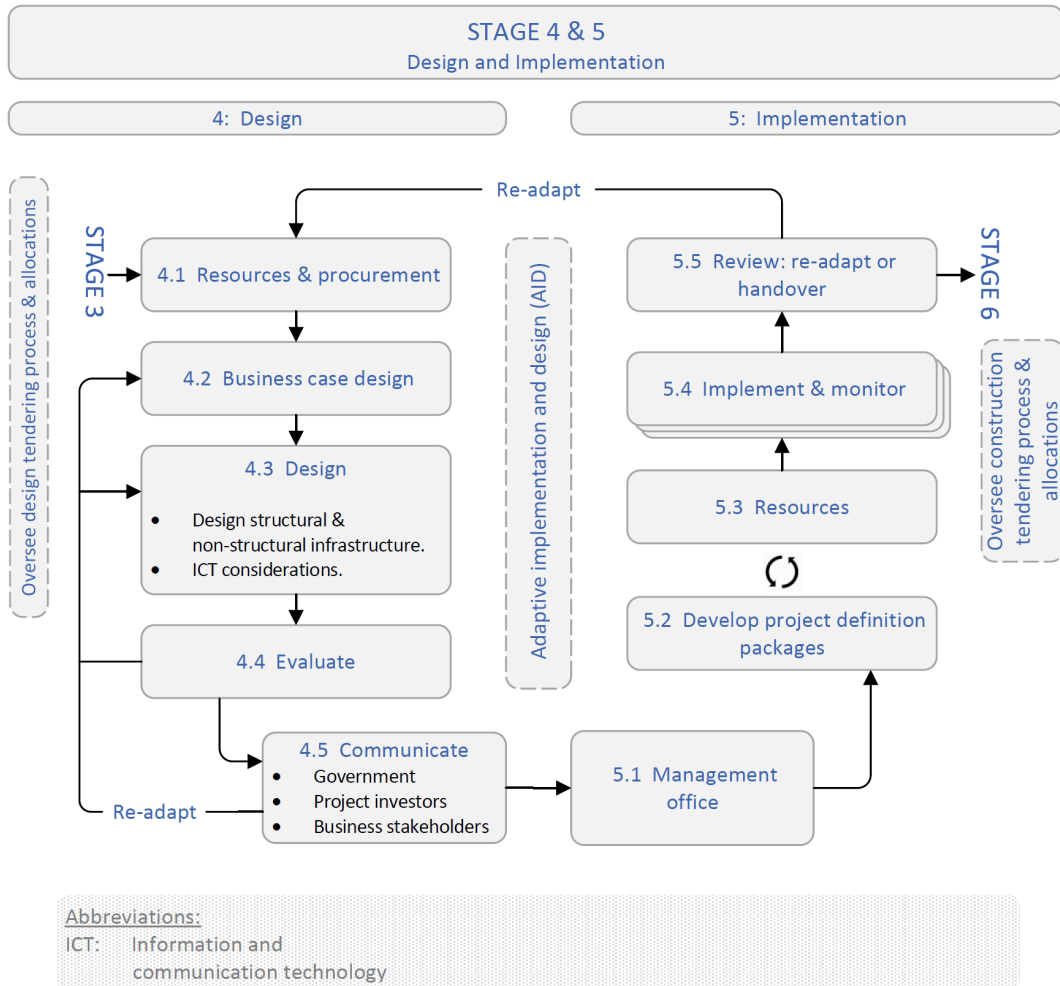 STAGE 4 & 5
Design and Implementation
4: Design
5: Implementation
Oversee design tendering process & allocations
STAGE 3
Re-adapt
4.1 Resources & procurement
4.2 Business case design
4.3 Design
• Design structural &
non-structural infrastructure.
• ICT considerations.
4.4 Evaluate
4.5 Communicate
• Government
• Project investors
• Business stakeholders
Re-adapt
Adaptive implementation and design (AID)
5.5 Review: re-adapt or
handover
5.4 Implement & monitor
5.3 Resources
5.2 Develop project definition
packages
5.1 Management
office
STAGE 6
Oversee construction
tendering process &
allocations
Abbreviations:
ICT: Information and
communication technology